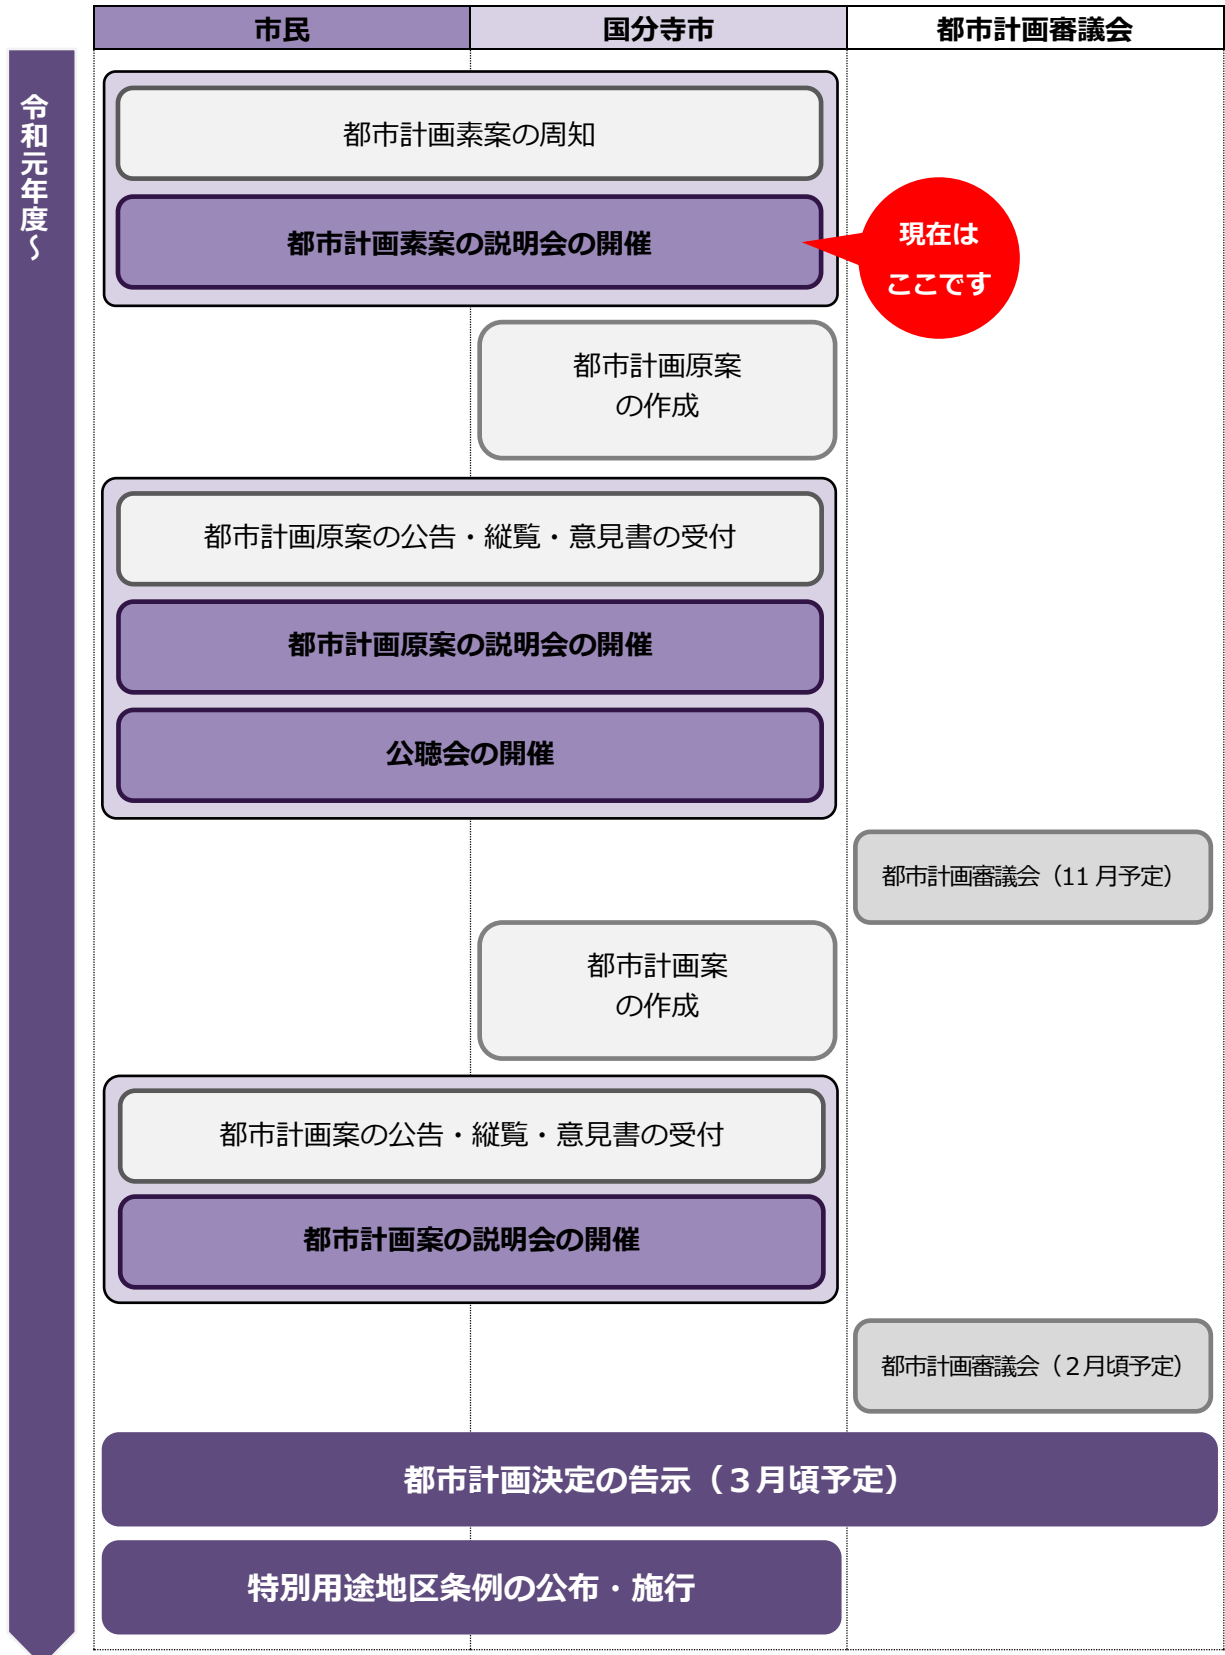 市民
国分寺市
都市計画審議会
令和元年度～
都市計画素案の周知
都市計画素案の説明会の開催
現在は
ここです
都市計画原案
の作成
都市計画原案の公告・縦覧・意見書の受付
都市計画原案の説明会の開催
公聴会の開催
都市計画審議会（11 月予定）
都市計画案
の作成
都市計画案の公告・縦覧・意見書の受付
都市計画案の説明会の開催
都市計画審議会（２月頃予定）
都市計画決定の告示（３月頃予定）
特別用途地区条例の公布・施行